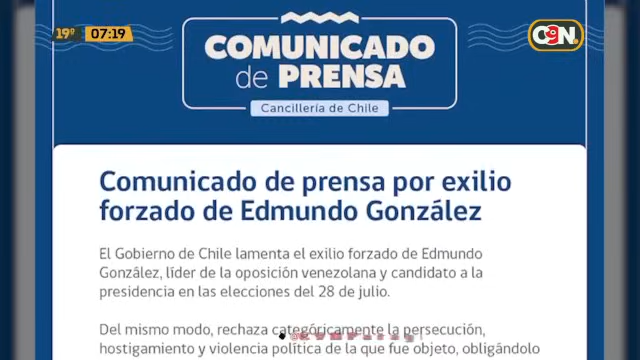 19º 07:19
C9N.
COMUNICADO
de PRENSA
Cancillería de Chile
Comunicado de prensa por exilio
forzado de Edmundo González
El Gobierno de Chile lamenta el exilio forzado de Edmundo
González, líder de la oposición venezolana y candidato a la
presidencia en las elecciones del 28 de julio.
Del mismo modo, rechaza categóricamente la persecución,
hostigamiento y violencia política de la que fue objeto, obligándolo